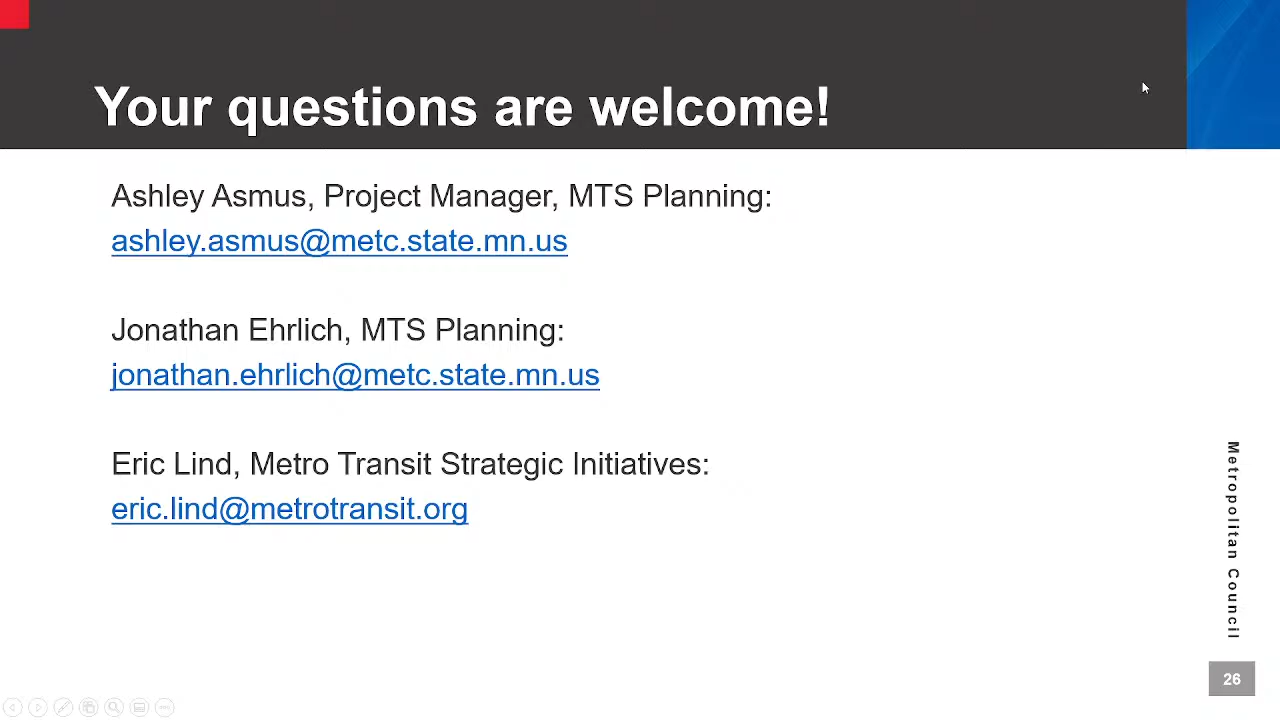 Your questions are welcome!
Ashley Asmus, Project Manager, MTS Planning:
ashley.asmus@metc.state.mn.us
Jonathan Ehrlich, MTS Planning:
jonathan.ehrlich@metc.state.mn.us
Eric Lind, Metro Transit Strategic Initiatives:
eric.lind@metrotransit.org
Metropolitan Council
26